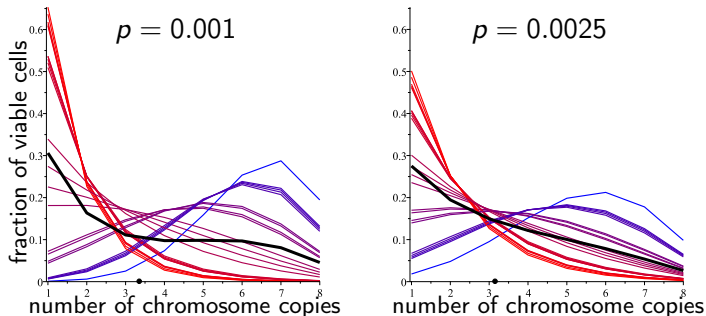 p = 0.001
p = 0.0025
fraction of viable cells
0.6
0.5
0.4
0.3
0.2
0.1
0
1 2 3 4 5 6 7 8
number of chromosome copies
0.6
0.5
0.4
0.3
0.2
0.1
0
1 2 3 4 5 6 7 8
number of chromosome copies